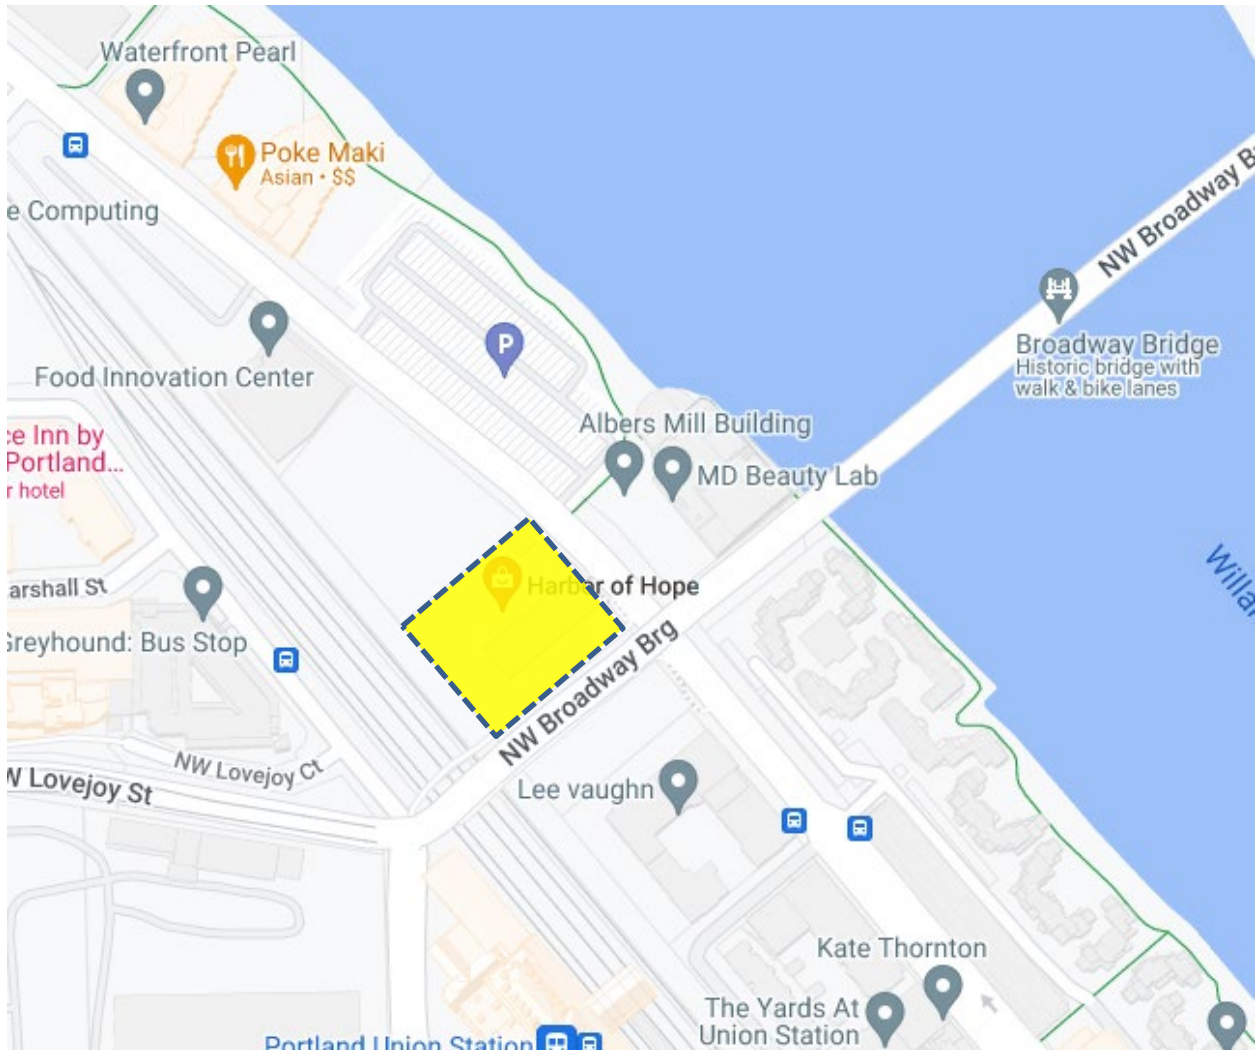 Waterfront Pearl
Poke Maki
Asian • $$
e Computing
NW Broadway Br
Broadway Bridge
Historic bridge with
walk & bike lanes
P
Food Innovation Center
Albers Mill Building
MD Beauty Lab
ce Inn by
Portland...
r hotel
Harbor of Hope
Willa
arshall St
Greyhound: Bus Stop
NW Broadway Brg
NW Lovejoy Ct
W Lovejoy St
Lee vaughn
Kate Thornton
The Yards At
Union Station
Portland Union Station